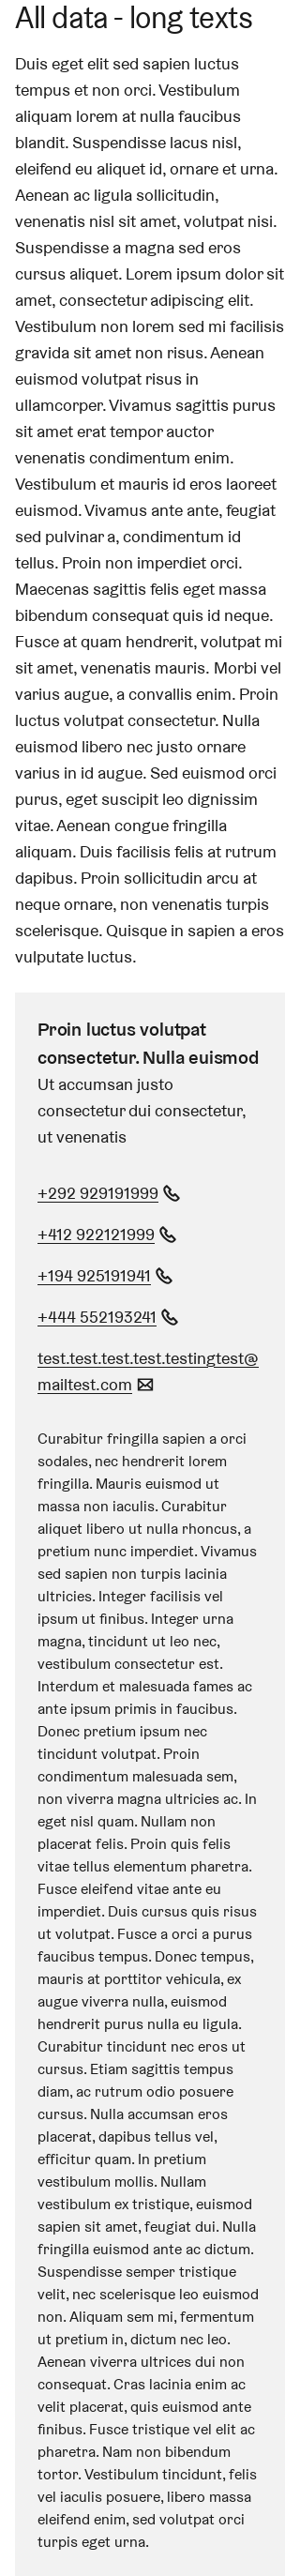 All data - long texts
Duis eget elit sed sapien luctus
tempus et non orci. Vestibulum
aliquam lorem at nulla faucibus
blandit. Suspendisse lacus nisl,
eleifend eu aliquet id, ornare et urna.
Aenean ac ligula sollicitudin,
venenatis nisl sit amet, volutpat nisi.
Suspendisse a magna sed eros
cursus aliquet. Lorem ipsum dolor sit
amet, consectetur adipiscing elit.
Vestibulum non lorem sed mi facilisis
gravida sit amet non risus. Aenean
euismod volutpat risus in
ullamcorper. Vivamus sagittis purus
sit amet erat tempor auctor
venenatis condimentum enim.
Vestibulum et mauris id eros laoreet
euismod. Vivamus ante ante, feugiat
sed pulvinar a, condimentum id
tellus. Proin non imperdiet orci.
Maecenas sagittis felis eget massa
bibendum consequat quis id neque.
Fusce at quam hendrerit, volutpat mi
sit amet, venenatis mauris. Morbi vel
varius augue, a convallis enim. Proin
luctus volutpat consectetur. Nulla
euismod libero nec justo ornare
varius in id augue. Sed euismod orci
purus, eget suscipit leo dignissim
vitae. Aenean congue fringilla
aliquam. Duis facilisis felis at rutrum
dapibus. Proin sollicitudin arcu at
neque ornare, non venenatis turpis
scelerisque. Quisque in sapien a eros
vulputate luctus.
Proin luctus volutpat
consectetur. Nulla euismod
Ut accumsan justo
consectetur dui consectetur,
ut venenatis
+292 929191999
+412 922121999
+194 925191941
+444 552193241
test.test.test.test.testingtest@
mailtest.com
Curabitur fringilla sapien a orci
sodales, nec hendrerit lorem
fringilla. Mauris euismod ut
massa non iaculis. Curabitur
aliquet libero ut nulla rhoncus, a
pretium nunc imperdiet. Vivamus
sed sapien non turpis lacinia
ultricies. Integer facilisis vel
ipsum ut finibus. Integer urna
magna, tincidunt ut leo nec,
vestibulum consectetur est.
Interdum et malesuada fames ac
ante ipsum primis in faucibus.
Donec pretium ipsum nec
tincidunt volutpat. Proin
condimentum malesuada sem,
non viverra magna ultricies ac. In
eget nisl quam. Nullam non
placerat felis. Proin quis felis
vitae tellus elementum pharetra.
Fusce eleifend vitae ante eu
imperdiet. Duis cursus quis risus
ut volutpat. Fusce a orci a purus
faucibus tempus. Donec tempus,
mauris at porttitor vehicula, ex
augue viverra nulla, euismod
hendrerit purus nulla eu ligula.
Curabitur tincidunt nec eros ut
cursus. Etiam sagittis tempus
diam, ac rutrum odio posuere
cursus. Nulla accumsan eros
placerat, dapibus tellus vel,
efficitur quam. In pretium
vestibulum mollis. Nullam
vestibulum ex tristique, euismod
sapien sit amet, feugiat dui. Nulla
fringilla euismod ante ac dictum.
Suspendisse semper tristique
velit, nec scelerisque leo euismod
non. Aliquam sem mi, fermentum
ut pretium in, dictum nec leo.
Aenean viverra ultrices dui non
consequat. Cras lacinia enim ac
velit placerat, quis euismod ante
finibus. Fusce tristique vel elit ac
pharetra. Nam non bibendum
tortor. Vestibulum tincidunt, felis
vel iaculis posuere, libero massa
eleifend enim, sed volutpat orci
turpis eget urna.